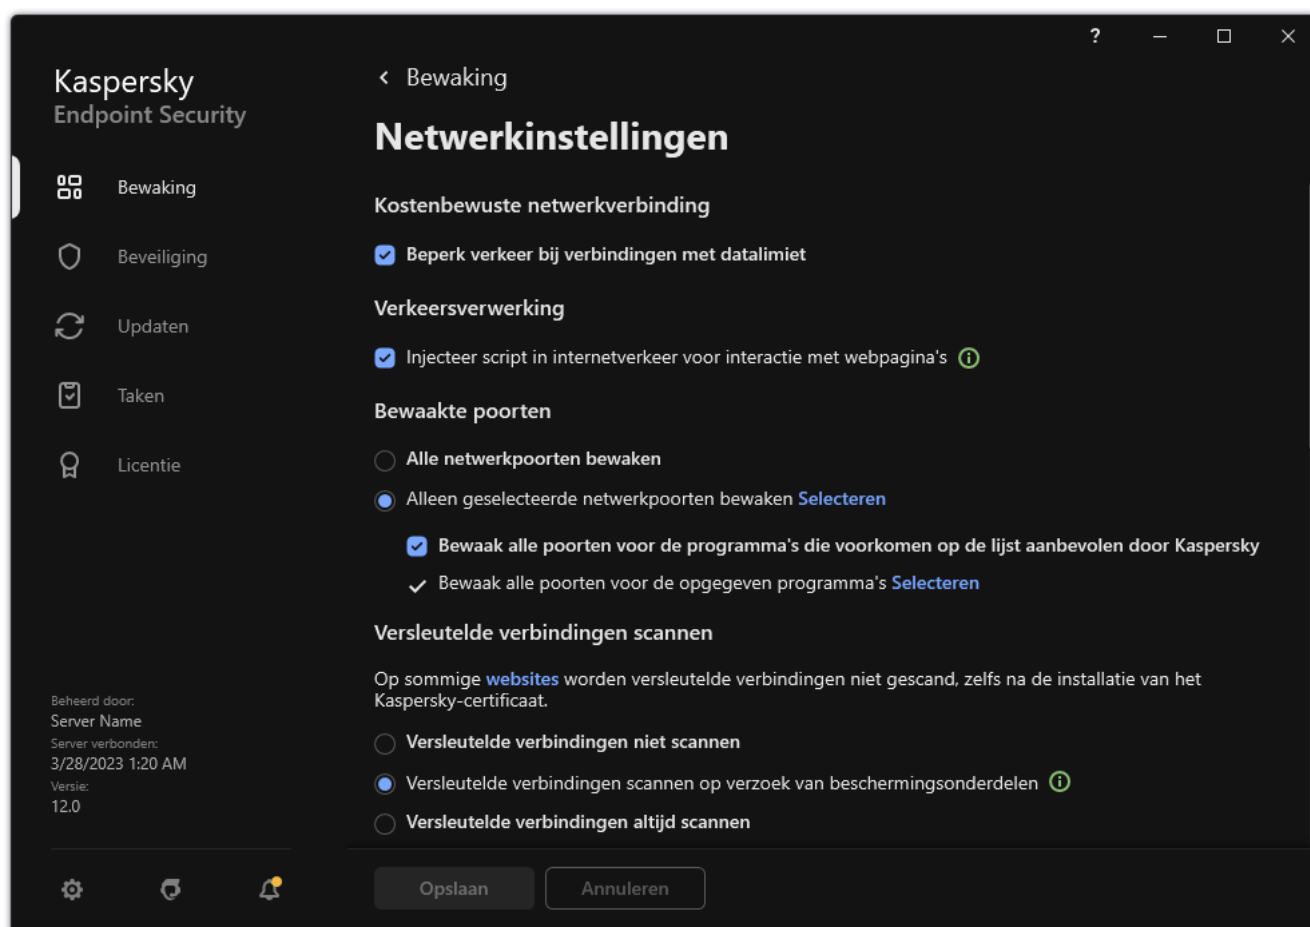 ?
Kaspersky
Endpoint Security
Bewaking
Beveiliging
Updaten
Taken
Licentie
Beheerd door:
Server Name
Server verbonden:
3/28/2023 1:20 AM
Versie:
12.0
Bewaking
Netwerkinstellingen
Kostenbewuste netwerkverbinding
Beperk verkeer bij verbindingen met datalimiet
Verkeersverwerking
Injecteer script in internetverkeer voor interactie met webpagina's
Bewaakte poorten
Alle netwerkpoorten bewaken
Alleen geselecteerde netwerkpoorten bewaken Selecteren
Bewaak alle poorten voor de programma's die voorkomen op de lijst aanbevolen door Kaspersky
Bewaak alle poorten voor de opgegeven programma's Selecteren
Versleutelde verbindingen scannen
Op sommige websites worden versleutelde verbindingen niet gescand, zelfs na de installatie van het
Kaspersky-certificaat.
Versleutelde verbindingen niet scannen
Versleutelde verbindingen scannen op verzoek van beschermingsonderdelen
Versleutelde verbindingen altijd scannen
Opslaan
Annuleren